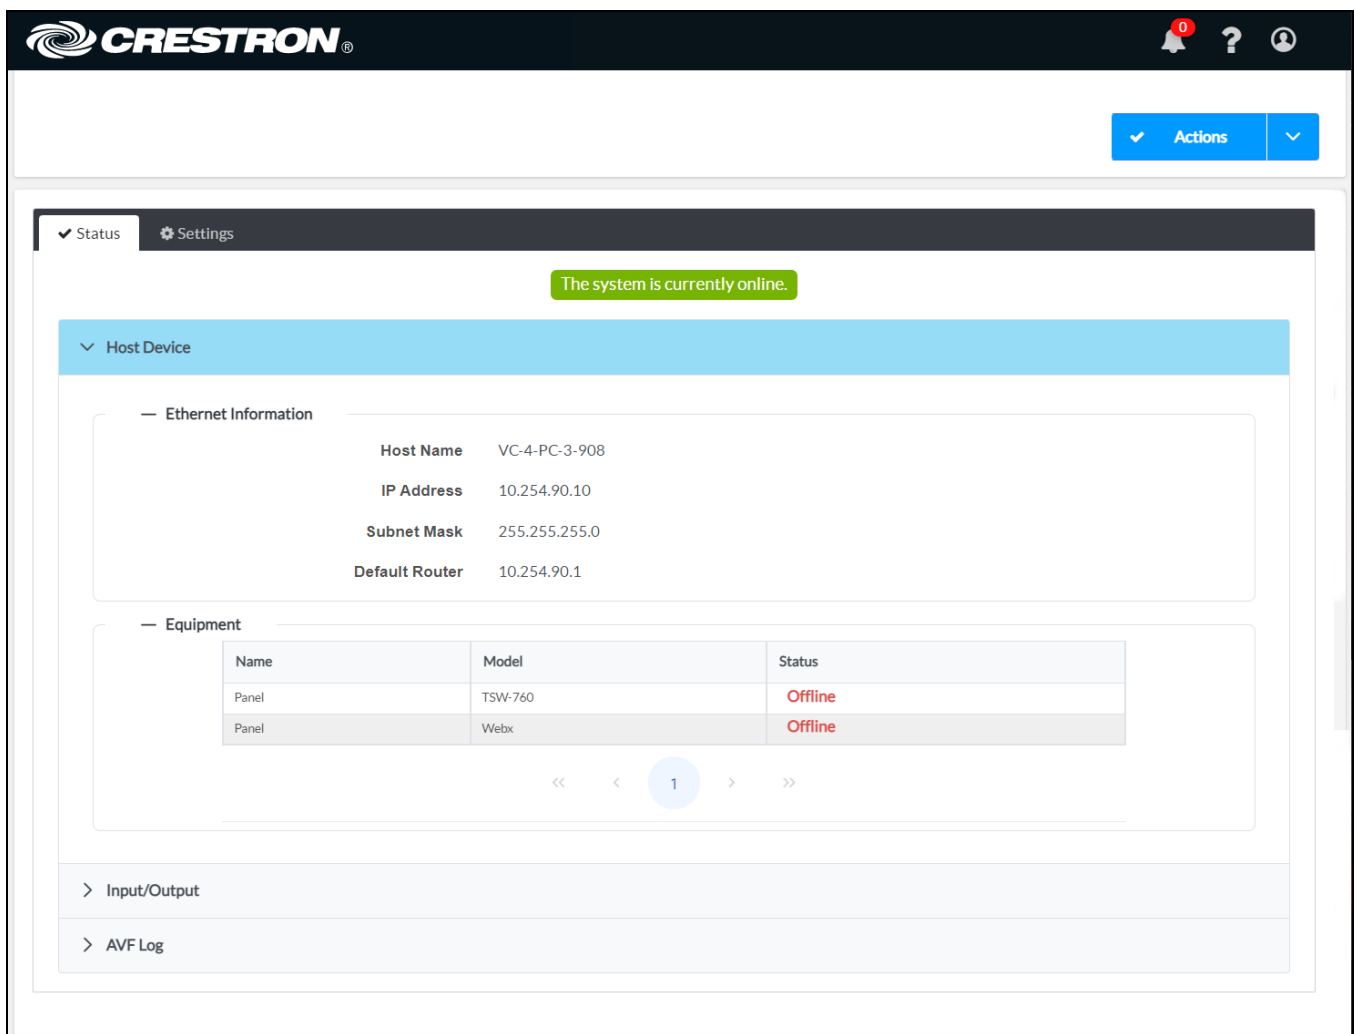 CRESTRON®
0
?
Actions
Status
Settings
The system is currently online.
Host Device
Ethernet Information
Host Name VC-4-PC-3-908
IP Address 10.254.90.10
Subnet Mask 255.255.255.0
Default Router 10.254.90.1
Equipment
Name Model Status
Panel TSW-760 Offline
Panel Webx Offline
« < 1 > »
Input/Output
AVF Log